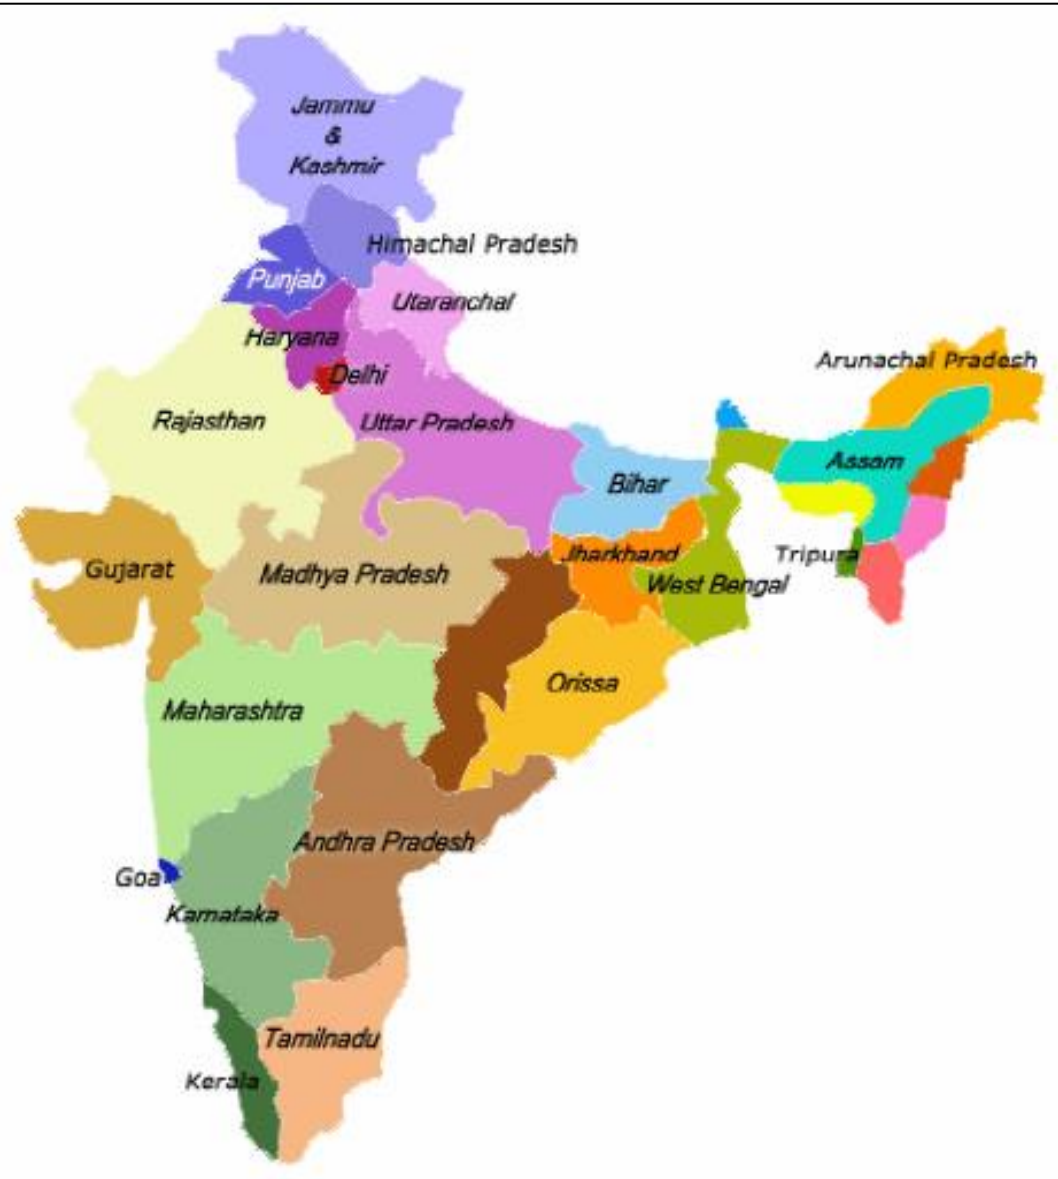 Jammu
&
Kashmir
Himachal Pradesh
Punjab
Utaranchal
Haryana
Arunachal Pradesh
Delhi
Rajasthan
Uttar Pradesh
Assam
Bihar
Jharkhand
Tripura
Gujarat
Madhya Pradesh
West Bengal
Orissa
Maharashtra
Andhra Pradesh
Goa
Karnataka
Tamilnadu
Kerala